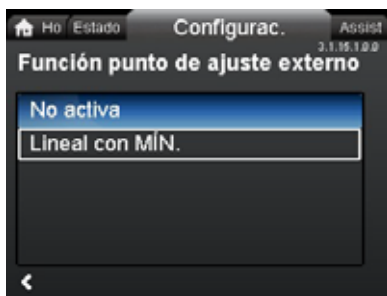 Ho Estado Configurac. Assist
3.1.15.1.0.0
Función punto de ajuste externo
No activa
Lineal con MÍN.